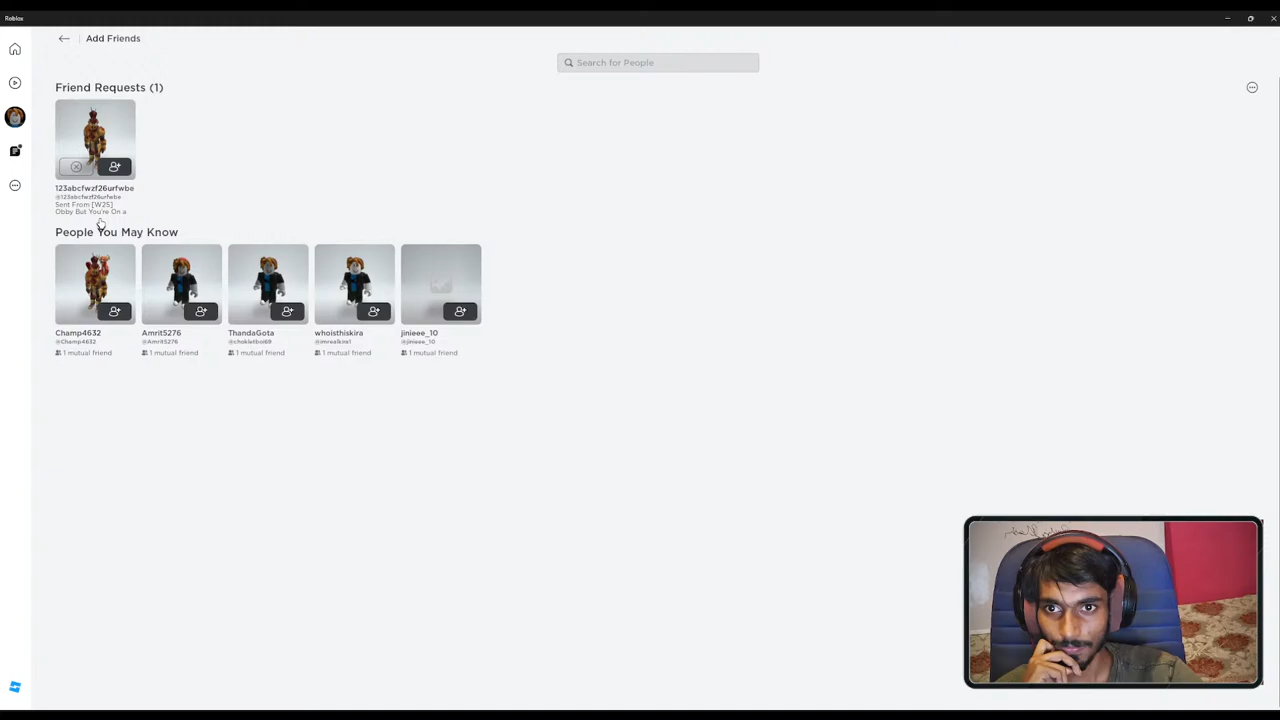 Roblox
Add Friends
Search for People
Friend Requests (1)
123abcfwzf26urfwbe
@123abcfwzf26urfwbe
Sent From [W25]
Obby But You're On a
People You May Know
Champ4632
@Champ4632
1 mutual friend
Amrit5276
@Amrit5276
1 mutual friend
ThandaGota
@chokletboi69
1 mutual friend
whoisthiskira
@imrealkira1
1 mutual friend
jinieee_10
@jinieee_10
1 mutual friend